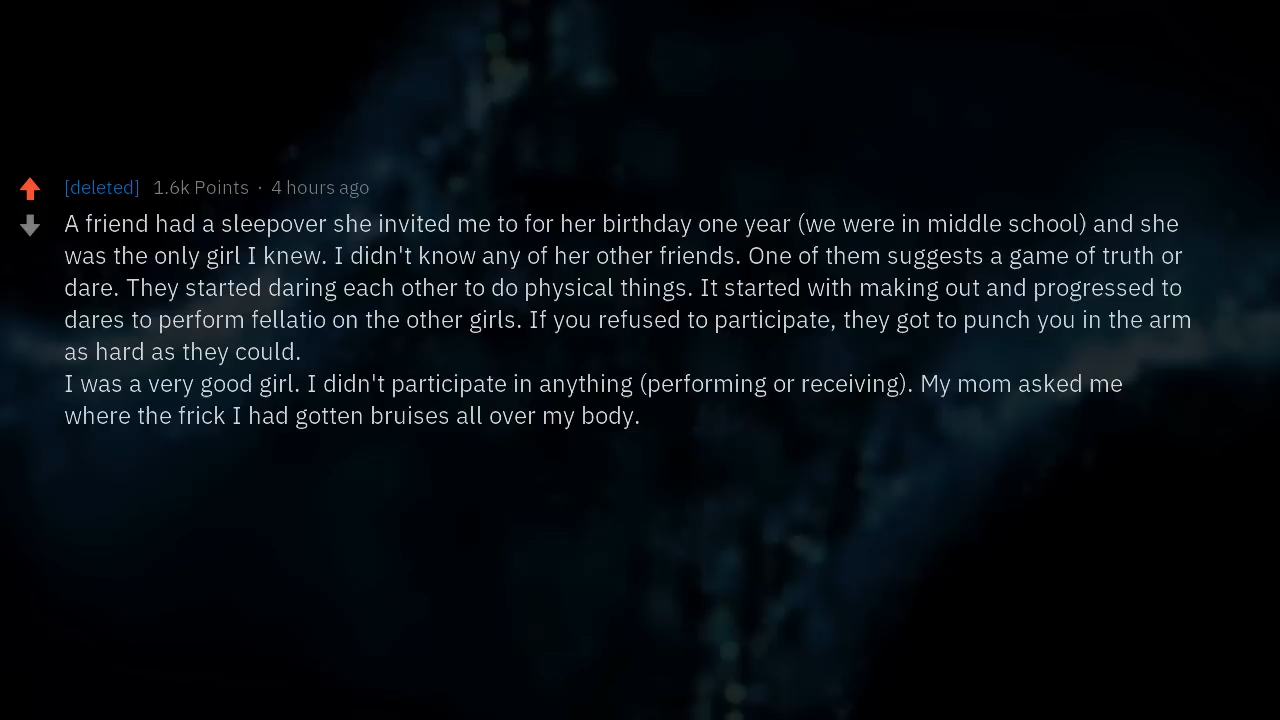 [deleted] 1.6k Points · 4 hours ago
A friend had a sleepover she invited me to for her birthday one year (we were in middle school) and she
was the only girl I knew. I didn't know any of her other friends. One of them suggests a game of truth or
dare. They started daring each other to do physical things. It started with making out and progressed to
dares to perform fellatio on the other girls. If you refused to participate, they got to punch you in the arm
as hard as they could.
I was a very good girl. I didn't participate in anything (performing or receiving). My mom asked me
where the frick I had gotten bruises all over my body.